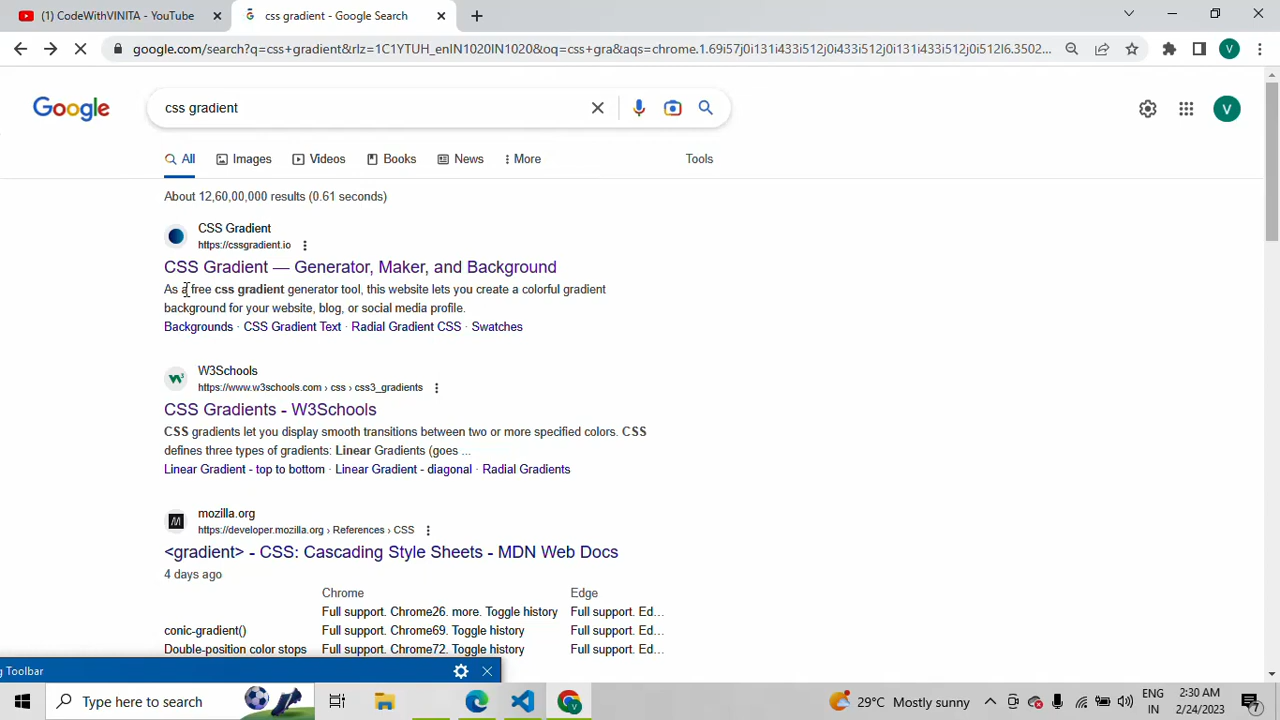 (1) CodeWithVINITA - YouTube
css gradient - Google Search
google.com/search?q=css+gradient&rlz=1C1YTUH_enIN1020IN1020&oq=css+gra&aqs=chrome.1.69i57j0i131i433i512j0i433i512j0i131i433i512j0i512l6.3502...
V
Google
css gradient
V
All
Images
Videos
Books
News
More
Tools
About 12,60,00,000 results (0.61 seconds)
CSS Gradient
https://cssgradient.io
CSS Gradient — Generator, Maker, and Background
As a free css gradient generator tool, this website lets you create a colorful gradient
background for your website, blog, or social media profile.
Backgrounds · CSS Gradient Text · Radial Gradient CSS · Swatches
W3Schools
https://www.w3schools.com › css › css3_gradients
CSS Gradients - W3Schools
CSS gradients let you display smooth transitions between two or more specified colors. CSS
defines three types of gradients: Linear Gradients (goes ...
Linear Gradient - top to bottom · Linear Gradient - diagonal · Radial Gradients
mozilla.org
https://developer.mozilla.org › References › CSS
<gradient> - CSS: Cascading Style Sheets - MDN Web Docs
4 days ago
Chrome Edge
Full support. Chrome26. more. Toggle history Full support. Ed...
conic-gradient() Full support. Chrome69. Toggle history Full support. Ed...
Double-position color stops Full support. Chrome72. Toggle history Full support. Ed...
g Toolbar
Type here to search
29°C Mostly sunny
ENG
IN
2:30 AM
2/24/2023
7